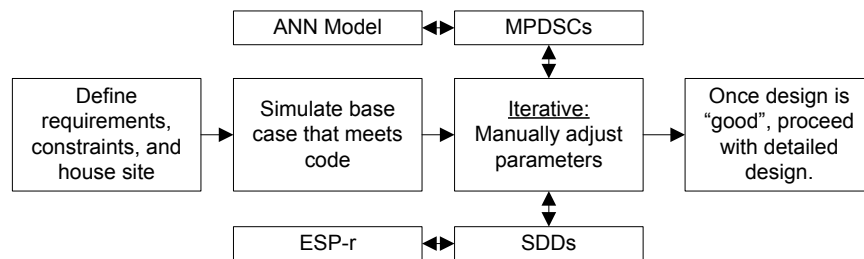 ANN Model
MPDSCs
Define
requirements,
constraints, and
house site
Simulate base
case that meets
code
Iterative:
Manually adjust
parameters
Once design is
“good”, proceed
with detailed
design.
ESP-r
SDDs